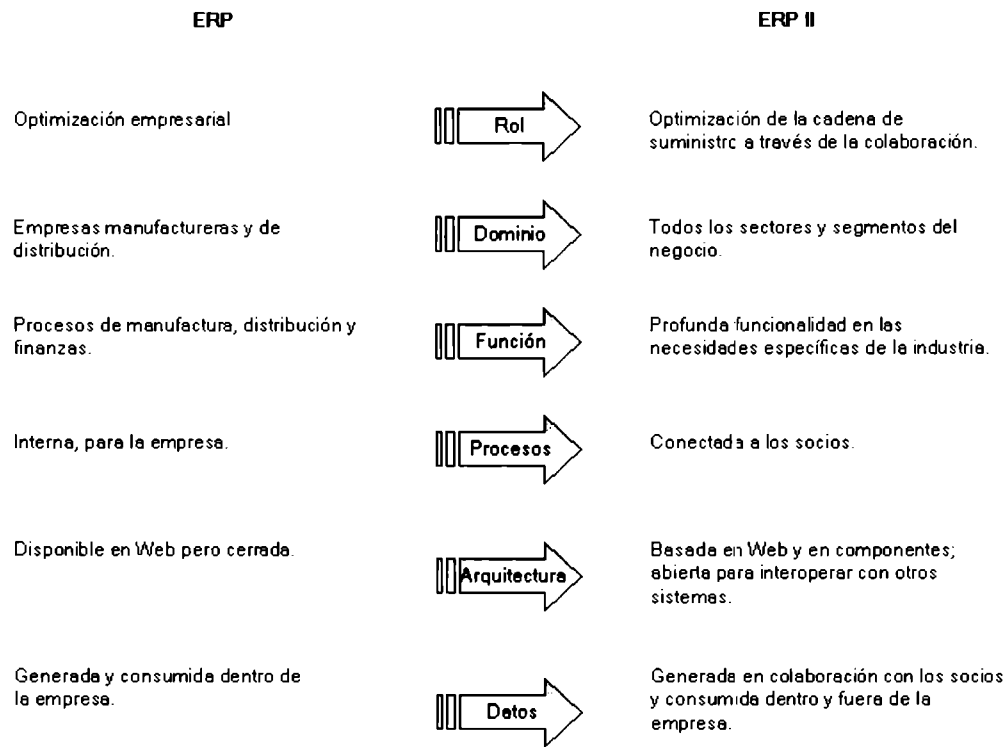 ERP
ERP II
Optimización empresarial
Rol
Optimización de la cadena de
suministro a través de la colaboración.
Empresas manufactureras y de
distribución.
Dominio
Todos los sectores y segmentos del
negocio.
Procesos de manufactura, distribución y
finanzas.
Función
Profunda funcionalidad en las
necesidades específicas de la industria.
Interna, para la empresa.
Procesos
Conectada a los socios.
Disponible en Web pero cerrada.
Arquitectura
Basada en Web y en componentes;
abierta para interoperar con otros
sistemas.
Generada y consumida dentro de
la empresa.
Datos
Generada en colaboración con los socios
y consumida dentro y fuera de la
empresa.